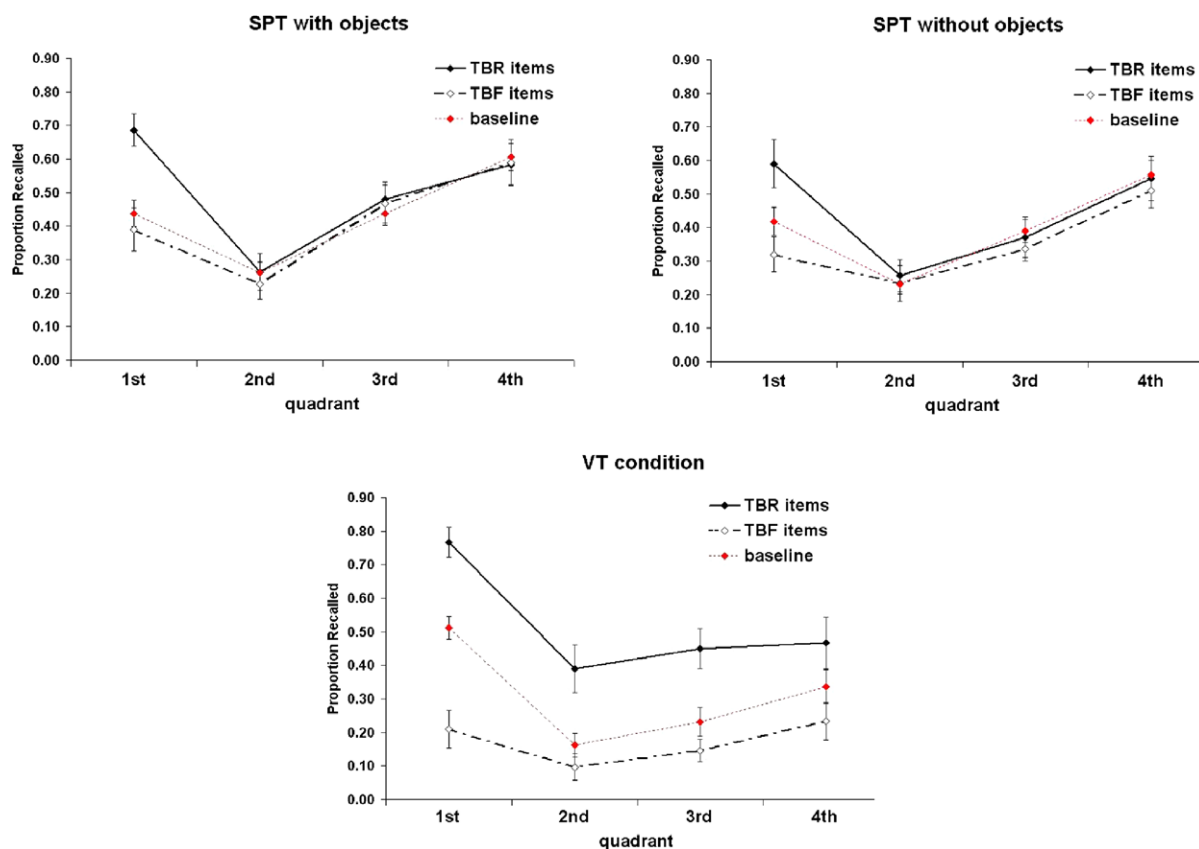 SPT with objects
TBR items
TBF items
baseline
Proportion Recalled
0.90
0.80
0.70
0.60
0.50
0.40
0.30
0.20
0.10
0.00
1st 2nd 3rd 4th
quadrant
SPT without objects
TBR items
TBF items
baseline
Proportion Recalled
0.90
0.80
0.70
0.60
0.50
0.40
0.30
0.20
0.10
0.00
1st 2nd 3rd 4th
quadrant
VT condition
TBR items
TBF items
baseline
Proportion Recalled
0.90
0.80
0.70
0.60
0.50
0.40
0.30
0.20
0.10
0.00
1st 2nd 3rd 4th
quadrant